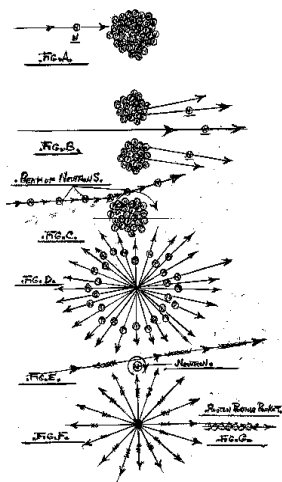 N
.FIG.A.
N
.FIG.B.
N
.BEAM OF NEUTRONS.
.FIG.C.
.FIG.D.
.FIG.E.
NEUTRON.
.FIG.F.
.FIG.G.